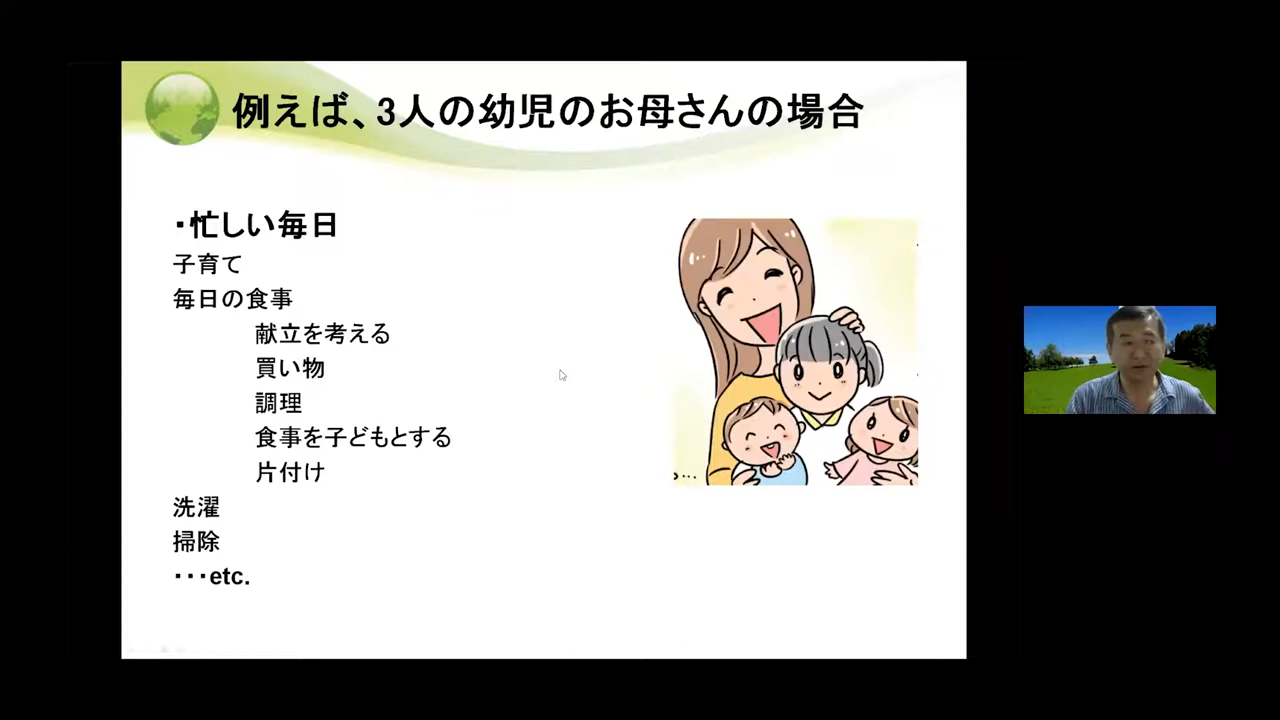 例えば、3人の幼児のお母さんの場合
・忙しい毎日
子育て
毎日の食事
献立を考える
買い物
調理
食事を子どもとする
片付け
洗濯
掃除
・・・etc.